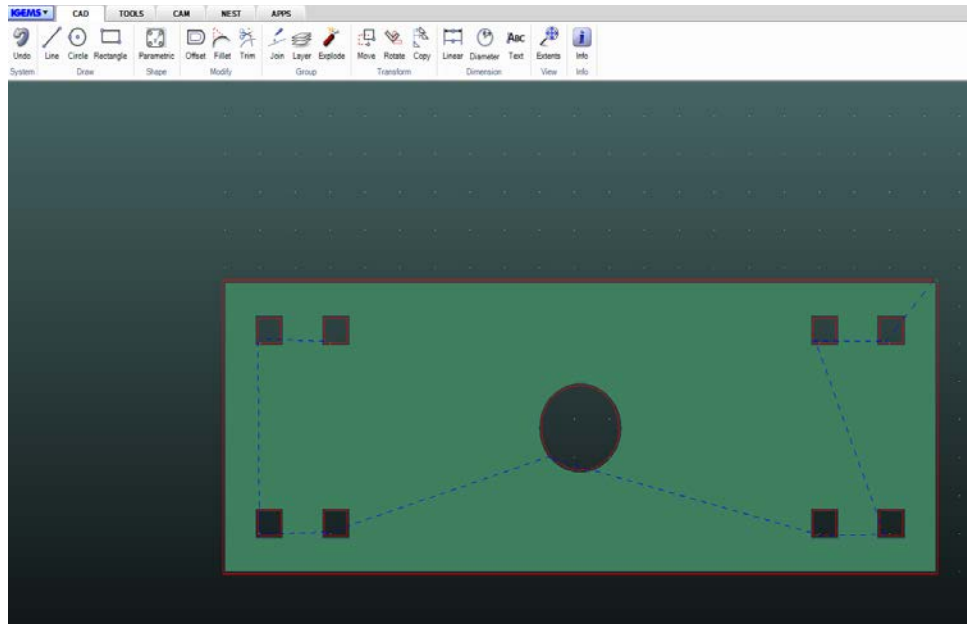 IGEMS CAD TOOLS CAM NEST APPS
Undo Line Circle Rectangle Parametric Offset Fillet Trim Join Layer Explode Move Rotate Copy Linear Diameter Text Extents Info
System Draw Shape Modify Group Transform Dimension View Info